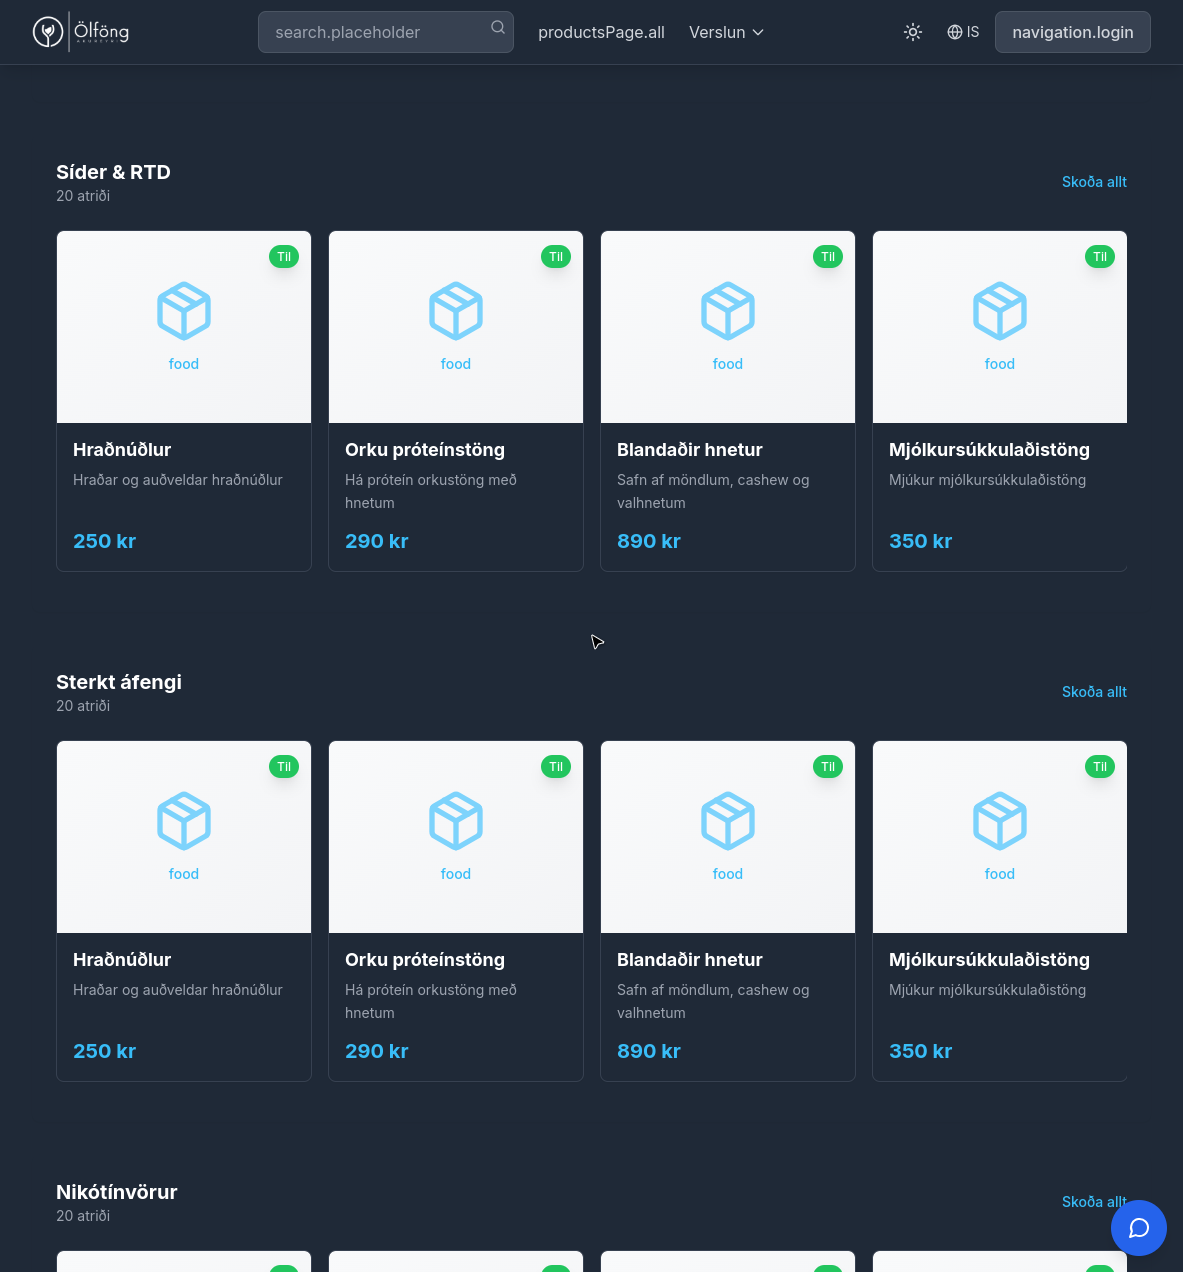 Ölföng
search.placeholder
productsPage.all
Verslun
IS
navigation.login
Síder & RTD
20 atriði
Skoða allt
Til
Til
Til
Til
food
food
food
food
Hraðnúðlur
Hraðar og auðveldar hraðnúðlur
250 kr
Orku próteínstöng
Há próteín orkustöng með
hnetum
290 kr
Blandaðir hnetur
Safn af möndlum, cashew og
valhnetum
890 kr
Mjólkursúkkulaðistöng
Mjúkur mjólkursúkkulaðistöng
350 kr
Sterkt áfengi
20 atriði
Skoða allt
Til
Til
Til
Til
food
food
food
food
Hraðnúðlur
Hraðar og auðveldar hraðnúðlur
250 kr
Orku próteínstöng
Há próteín orkustöng með
hnetum
290 kr
Blandaðir hnetur
Safn af möndlum, cashew og
valhnetum
890 kr
Mjólkursúkkulaðistöng
Mjúkur mjólkursúkkulaðistöng
350 kr
Nikótínvörur
20 atriði
Skoða allt